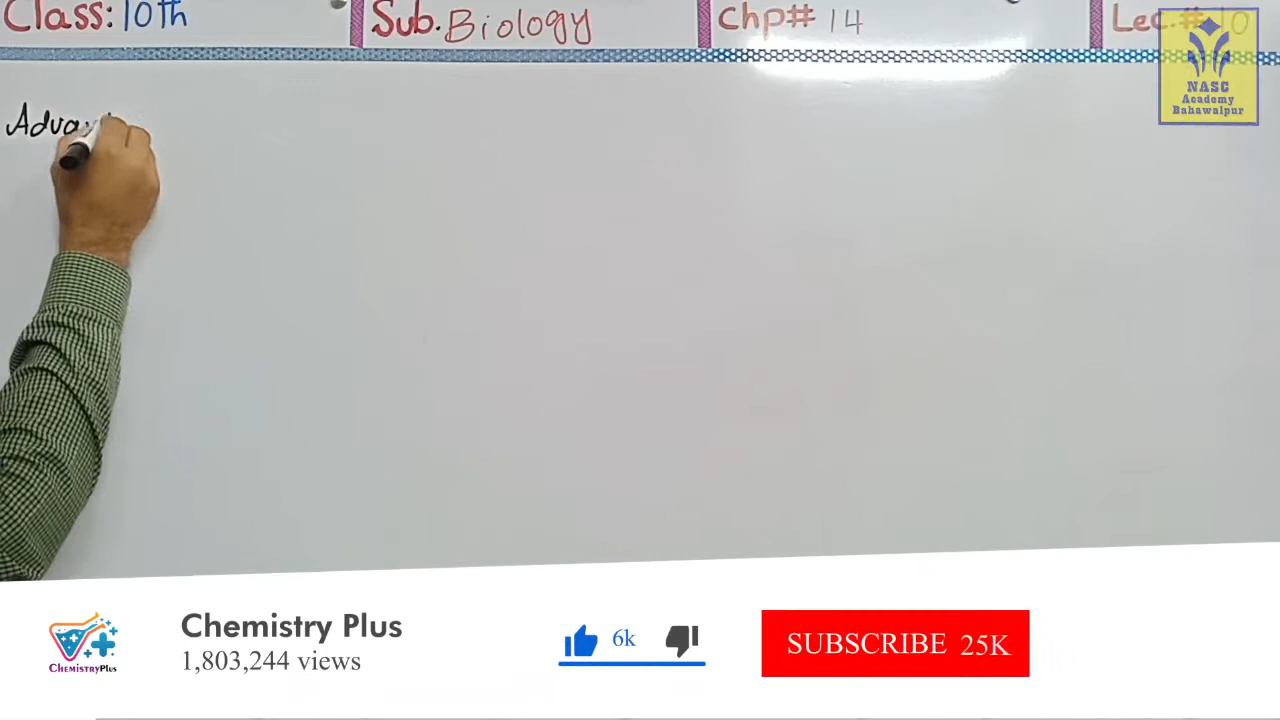 Class: 10th Sub. Biology Chp# 14 Lec.# 10
NASC
Academy
Bahawalpur
Chemistry Plus
1,803,244 views
6k
SUBSCRIBE 25K
CHEMISTRYPLUS